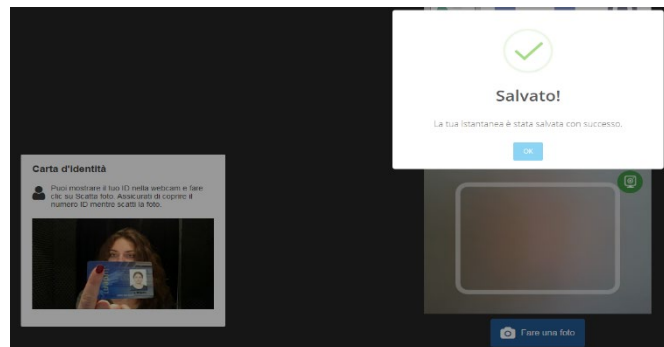 Salvato!
La tua istantanea è stata salvata con successo.
OK
Carta d'Identità
Puoi mostrare il tuo ID nella webcam e fare
clic su Scatta foto. Assicurati di coprire il
numero ID mentre scatti la foto.
Fare una foto